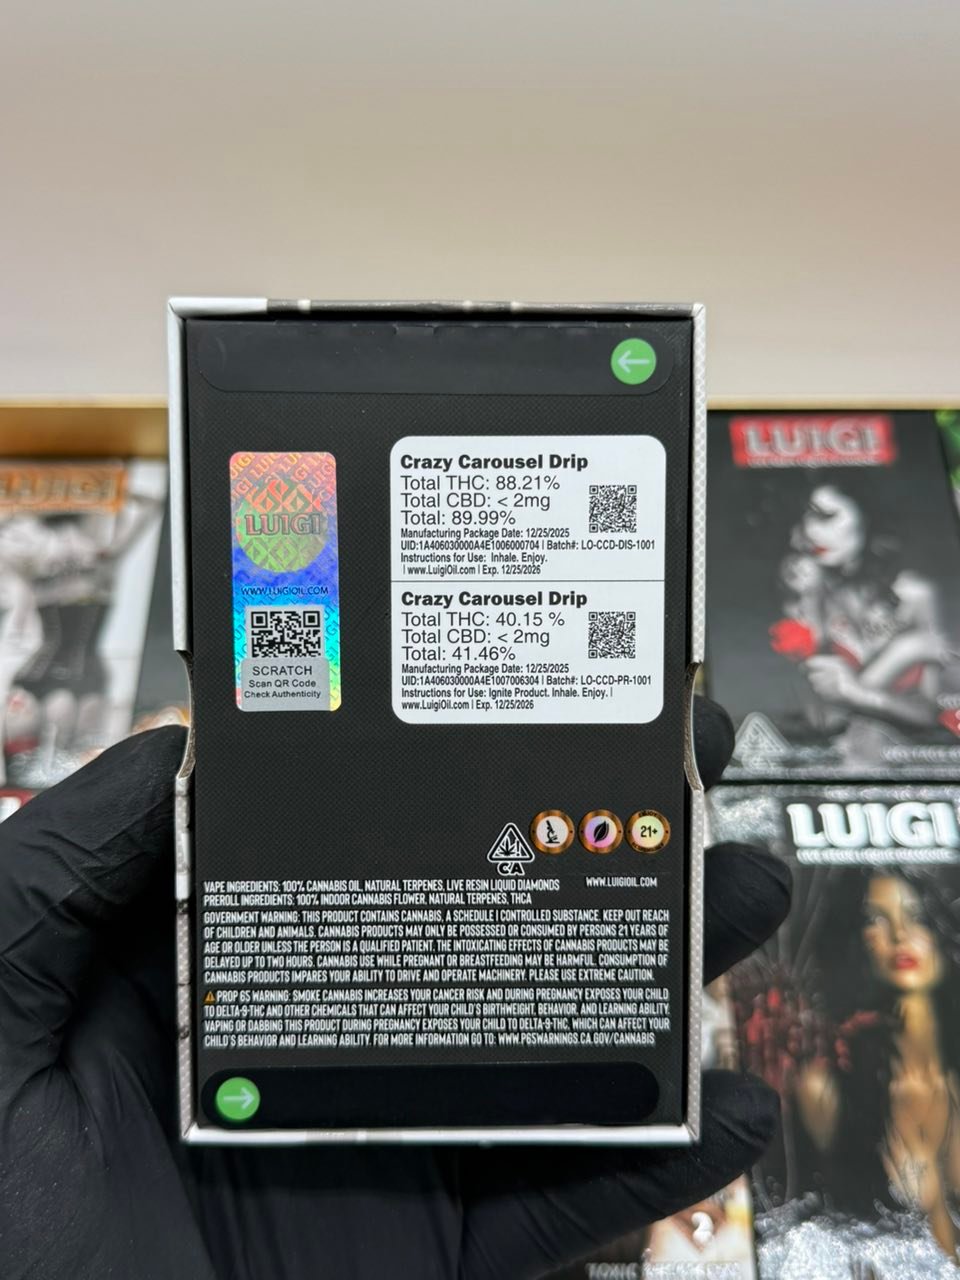 LUIGI
WWW.LUIGIOIL.COM
SCRATCH
Scan QR Code
Check Authenticity
Crazy Carousel Drip
Total THC: 88.21%
Total CBD: < 2mg
Total: 89.99%
Manufacturing Package Date: 12/25/2025
UID:1A406030000A4E1006000704 | Batch#: LO-CCD-DIS-1001
Instructions for Use: Inhale. Enjoy.
| www.LuigiOil.com | Exp. 12/25/2026
Crazy Carousel Drip
Total THC: 40.15 %
Total CBD: < 2mg
Total: 41.46%
Manufacturing Package Date: 12/25/2025
UID:1A406030000A4E1007006304 | Batch#: LO-CCD-PR-1001
Instructions for Use: Ignite Product. Inhale. Enjoy. |
www.LuigiOil.com | Exp. 12/25/2026
CA
21+
VAPE INGREDIENTS: 100% CANNABIS OIL, NATURAL TERPENES, LIVE RESIN LIQUID DIAMONDS
WWW.LUIGIOIL.COM
PREROLL INGREDIENTS: 100% INDOOR CANNABIS FLOWER, NATURAL TERPENES, THCA
GOVERNMENT WARNING: THIS PRODUCT CONTAINS CANNABIS, A SCHEDULE I CONTROLLED SUBSTANCE. KEEP OUT REACH
OF CHILDREN AND ANIMALS. CANNABIS PRODUCTS MAY ONLY BE POSSESSED OR CONSUMED BY PERSONS 21 YEARS OF
AGE OR OLDER UNLESS THE PERSON IS A QUALIFIED PATIENT. THE INTOXICATING EFFECTS OF CANNABIS PRODUCTS MAY BE
DELAYED UP TO TWO HOURS. CANNABIS USE WHILE PREGNANT OR BREASTFEEDING MAY BE HARMFUL. CONSUMPTION OF
CANNABIS PRODUCTS IMPARES YOUR ABILITY TO DRIVE AND OPERATE MACHINERY. PLEASE USE EXTREME CAUTION.
PROP 65 WARNING: SMOKE CANNABIS INCREASES YOUR CANCER RISK AND DURING PREGNANCY EXPOSES YOUR CHILD
TO DELTA-9-THC AND OTHER CHEMICALS THAT CAN AFFECT YOUR CHILD'S BIRTHWEIGHT, BEHAVIOR, AND LEARNING ABILITY.
VAPING OR DABBING THIS PRODUCT DURING PREGNANCY EXPOSES YOUR CHILD TO DELTA-9-THC, WHICH CAN AFFECT YOUR
CHILD'S BEHAVIOR AND LEARNING ABILITY. FOR MORE INFORMATION GO TO: WWW.P65WARNINGS.CA.GOV/CANNABIS
LUIGI
LUIGI
LUIGI